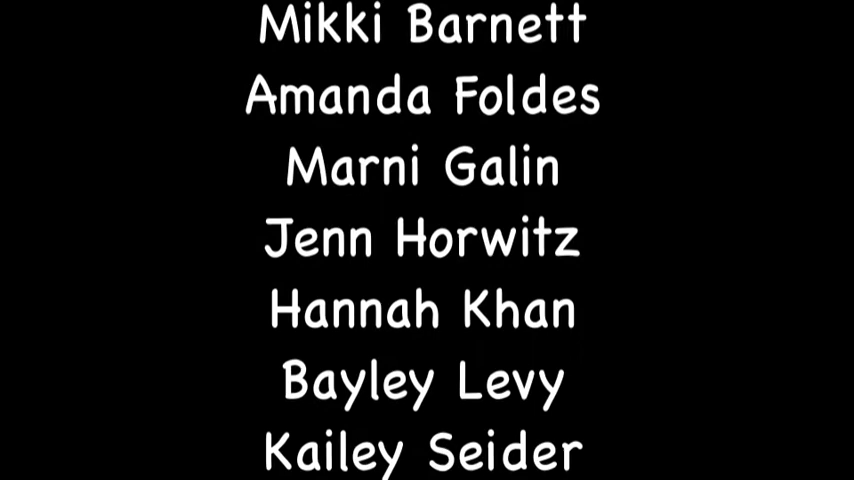 Mikki Barnett
Amanda Foldes
Marni Galin
Jenn Horwitz
Hannah Khan
Bayley Levy
Kailey Seider